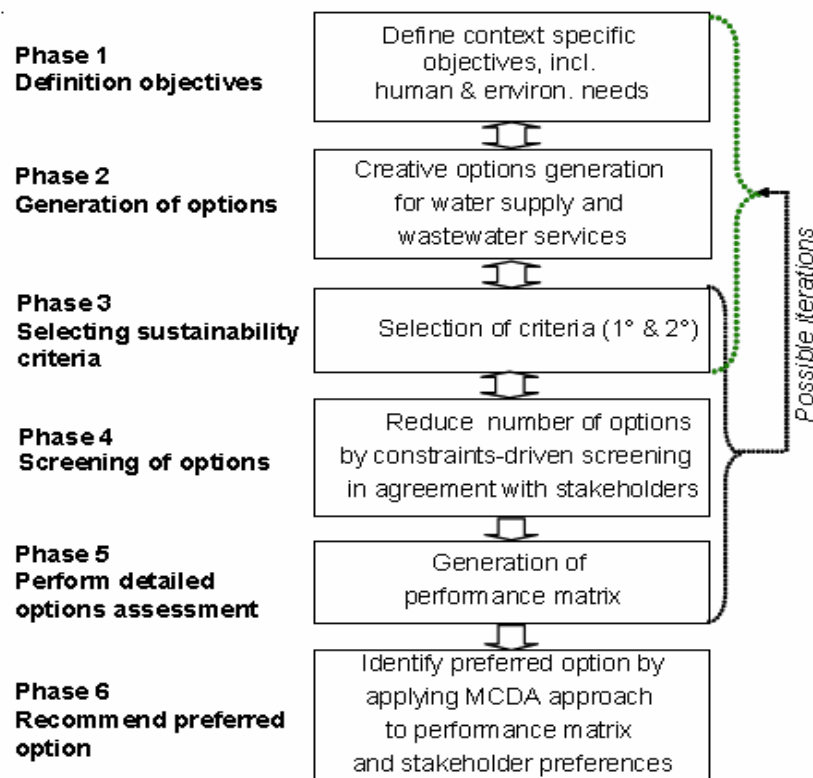 Phase 1
Definition objectives
Define context specific
objectives, incl.
human & environ. needs
Phase 2
Generation of options
Creative options generation
for water supply and
wastewater services
Phase 3
Selecting sustainability
criteria
Selection of criteria (1° & 2°)
Phase 4
Screening of options
Reduce number of options
by constraints-driven screening
in agreement with stakeholders
Phase 5
Perform detailed
options assessment
Generation of
performance matrix
Phase 6
Recommend preferred
option
Identify preferred option by
applying MCDA approach
to performance matrix
and stakeholder preferences
Possible iterations